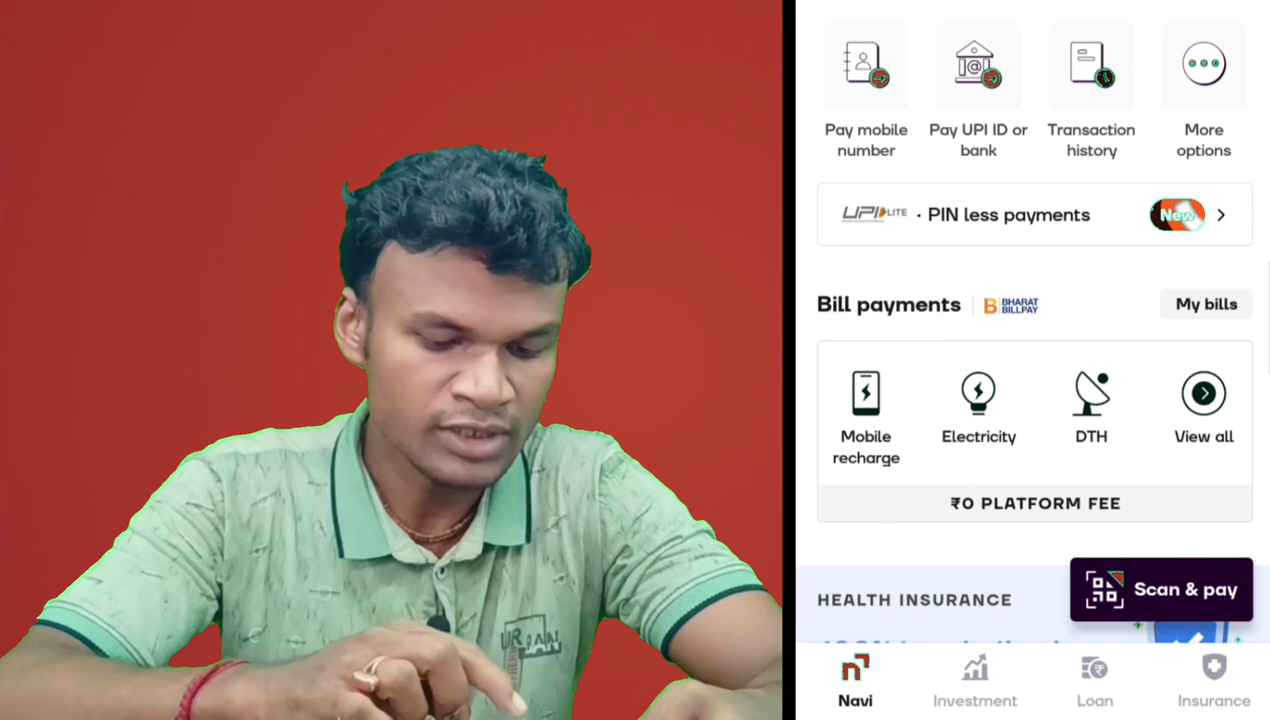 Pay mobile
number
Pay UPI ID or
bank
Transaction
history
More
options
UPI LITE · PIN less payments New
Bill payments B BHARAT BILLPAY My bills
Mobile
recharge
Electricity
DTH
View all
₹0 PLATFORM FEE
HEALTH INSURANCE
Scan & pay
Navi
Investment
Loan
Insurance
UR
BAN